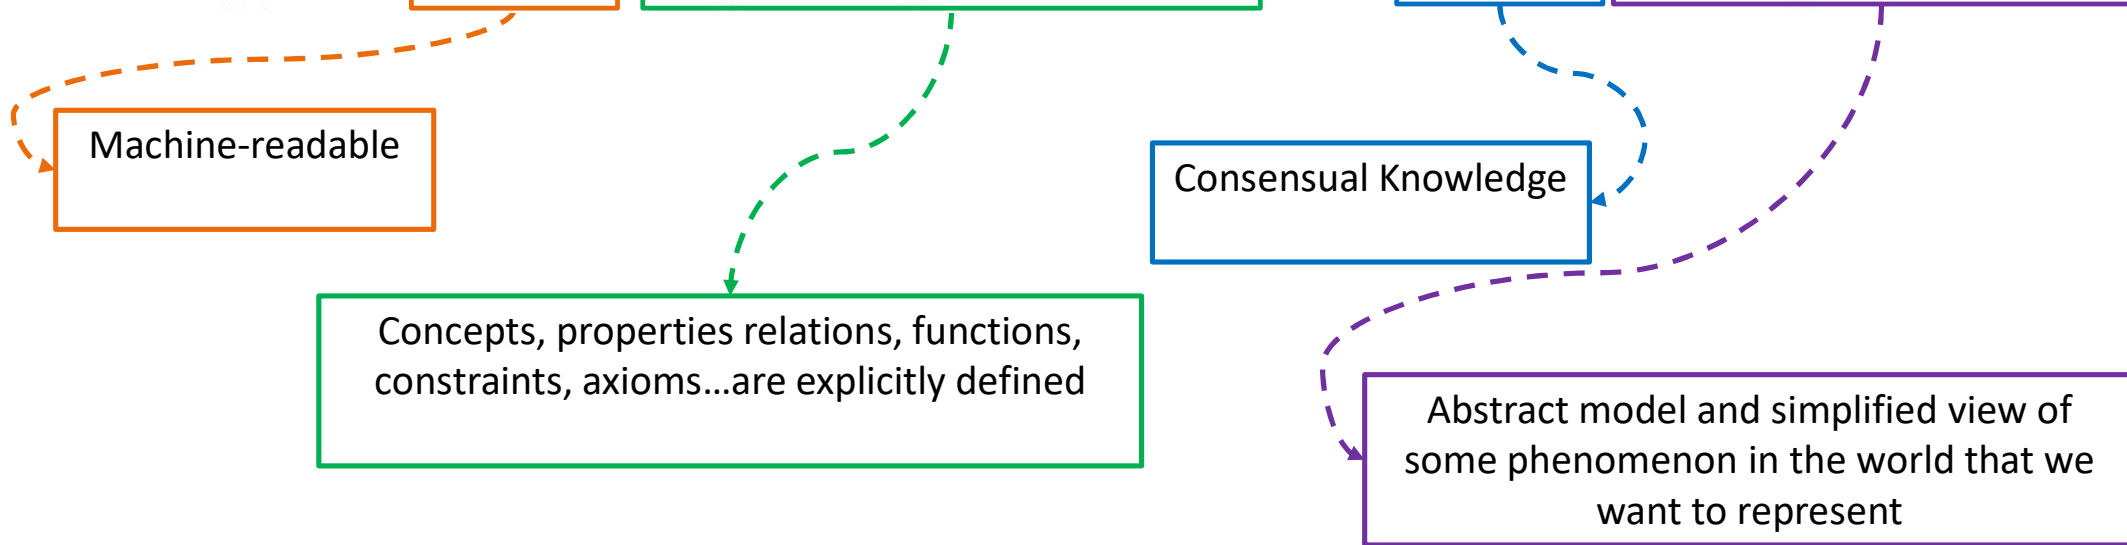 Machine-readable
Consensual Knowledge
Concepts, properties relations, functions,
constraints, axioms...are explicitly defined
Abstract model and simplified view of
some phenomenon in the world that we
want to represent